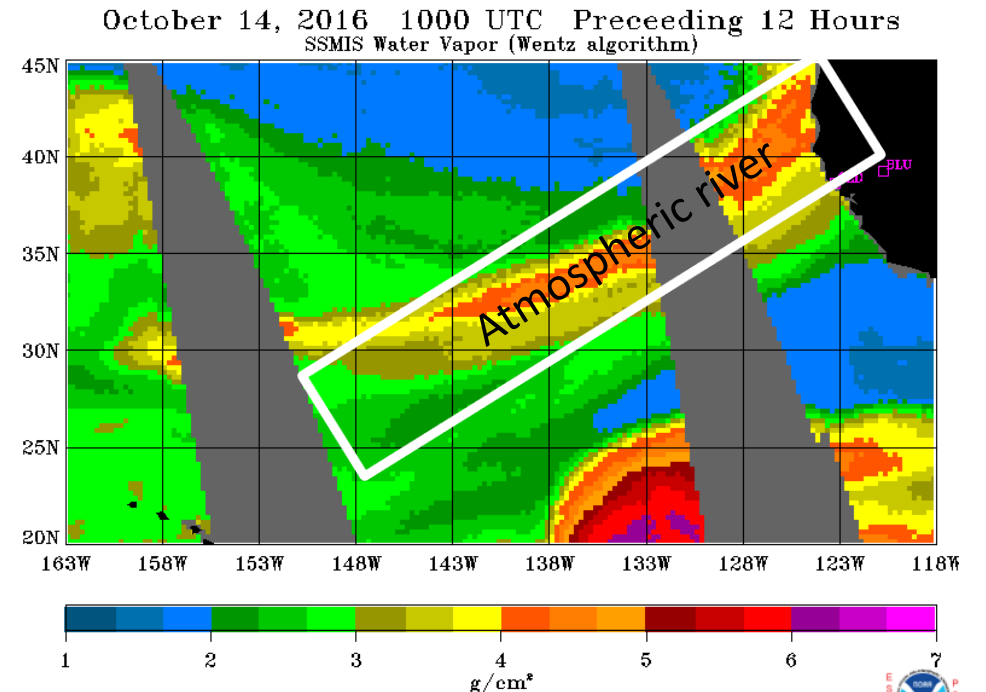 October 14, 2016 1000 UTC Preceeding 12 Hours
SSMIS Water Vapor (Wentz algorithm)
45N
40N
35N
30N
25N
20N
Atmospheric river
BLU
163W 158W 153W 148W 143W 138W 133W 128W 123W 118W
1 2 3 4 5 6 7
g/cm²
NOAA
E
S
P